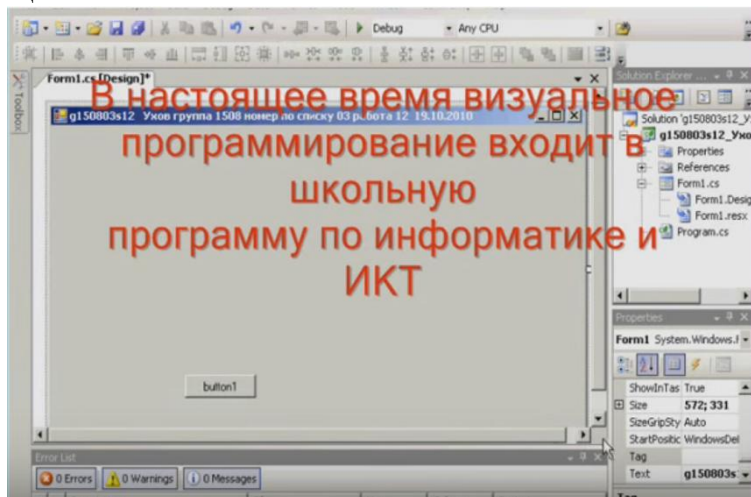 Debug
Any CPU
Form1.cs [Design]*
Solution Explorer ...
Toolbox
В настоящее время визуальное
программирование входит в
школьную
программу по информатике и
ИКТ
g150803s12 Ухов группа 1508 номер по списку 03 работа 12 19.10.2010
Solution 'g150803s12_У
g150803s12_Ухо
Properties
References
Form1.cs
Form1.Desig
Form1.resx
Program.cs
button1
Properties
Form1 System.Windows.F
ShowInTas True
Size 572; 331
SizeGripSty Auto
StartPositic WindowsDel
Tag
Text g150803s
Error List
0 Errors
0 Warnings
0 Messages